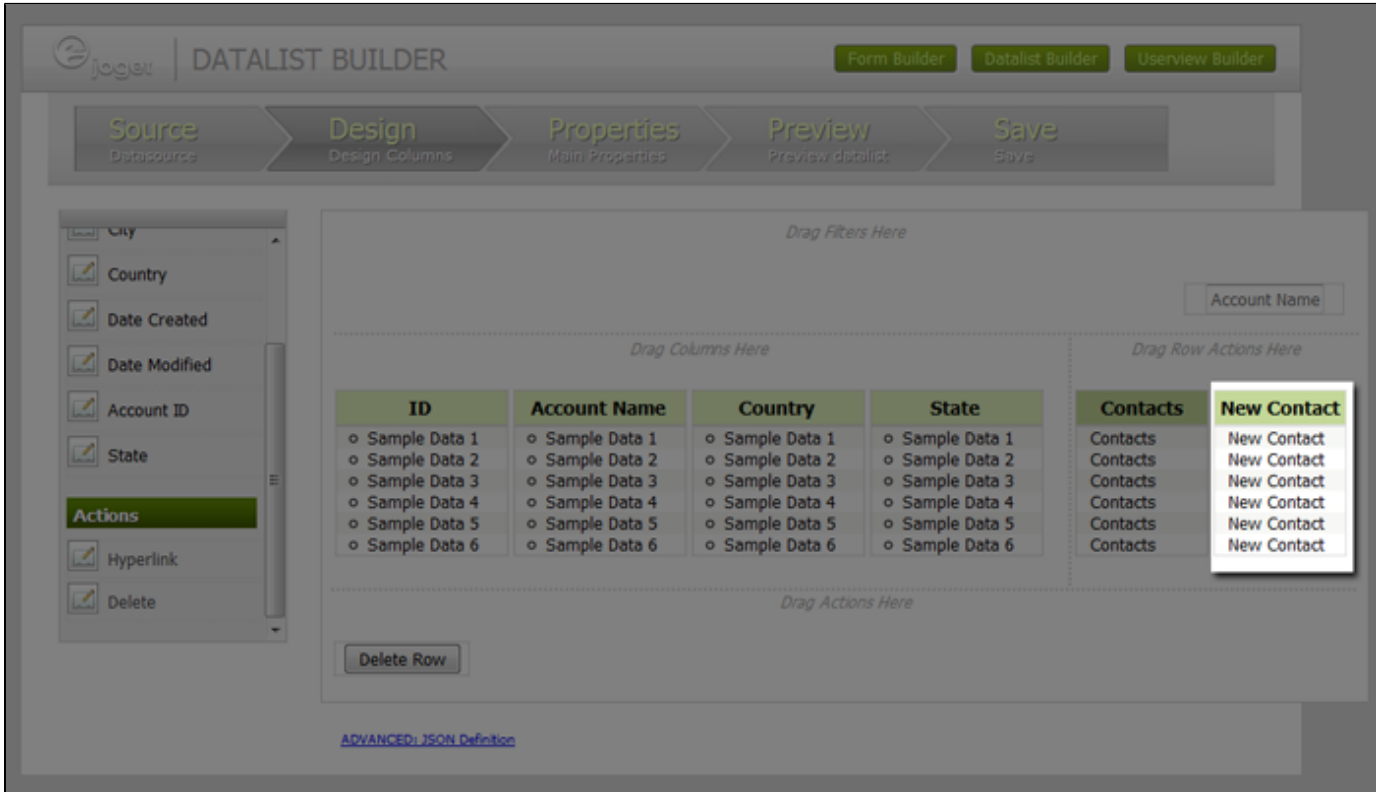 joget DATALIST BUILDER
Form Builder Datalist Builder Userview Builder
Source Design Properties Preview Save
Datasource Design Columns Main Properties Preview datalist Save
City
Country
Date Created
Date Modified
Account ID
State
Actions
Hyperlink
Delete
Drag Filters Here
Account Name
Drag Columns Here Drag Row Actions Here
ID Account Name Country State Contacts New Contact
Sample Data 1 Sample Data 1 Sample Data 1 Sample Data 1 Contacts New Contact
Sample Data 2 Sample Data 2 Sample Data 2 Sample Data 2 Contacts New Contact
Sample Data 3 Sample Data 3 Sample Data 3 Sample Data 3 Contacts New Contact
Sample Data 4 Sample Data 4 Sample Data 4 Sample Data 4 Contacts New Contact
Sample Data 5 Sample Data 5 Sample Data 5 Sample Data 5 Contacts New Contact
Sample Data 6 Sample Data 6 Sample Data 6 Sample Data 6 Contacts New Contact
Drag Actions Here
Delete Row
ADVANCED: JSON Definition